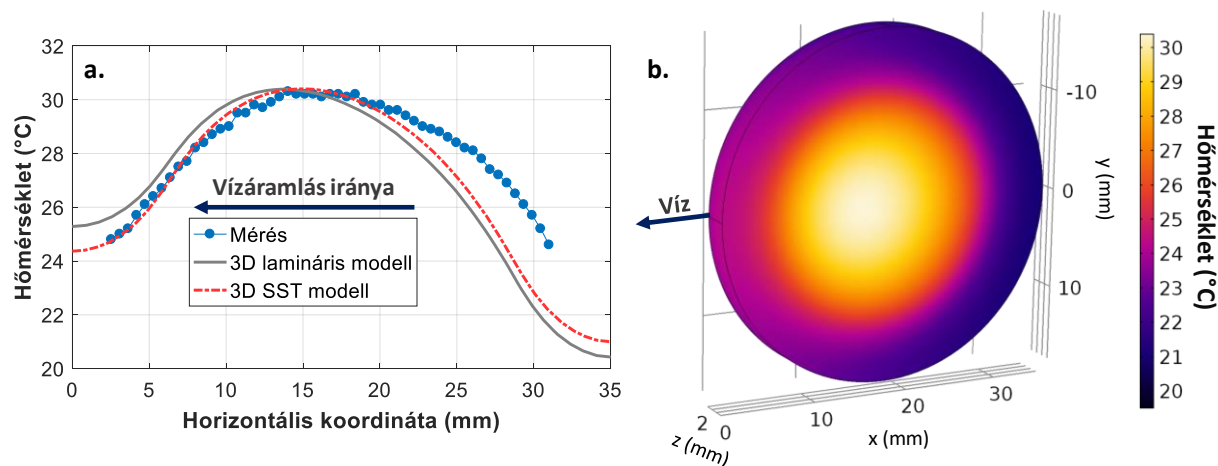 a.
32
30
28
26
24
22
20
0
5
10
15
20
25
30
35
Hőmérséklet (°C)
Horizontális koordináta (mm)
Vízáramlás iránya
Mérés
3D lamináris modell
3D SST modell
b.
Víz
-10
0
10
y (mm)
2
0
10
20
30
z (mm)
x (mm)
30
29
28
27
26
25
24
23
22
21
20
Hőmérséklet (°C)